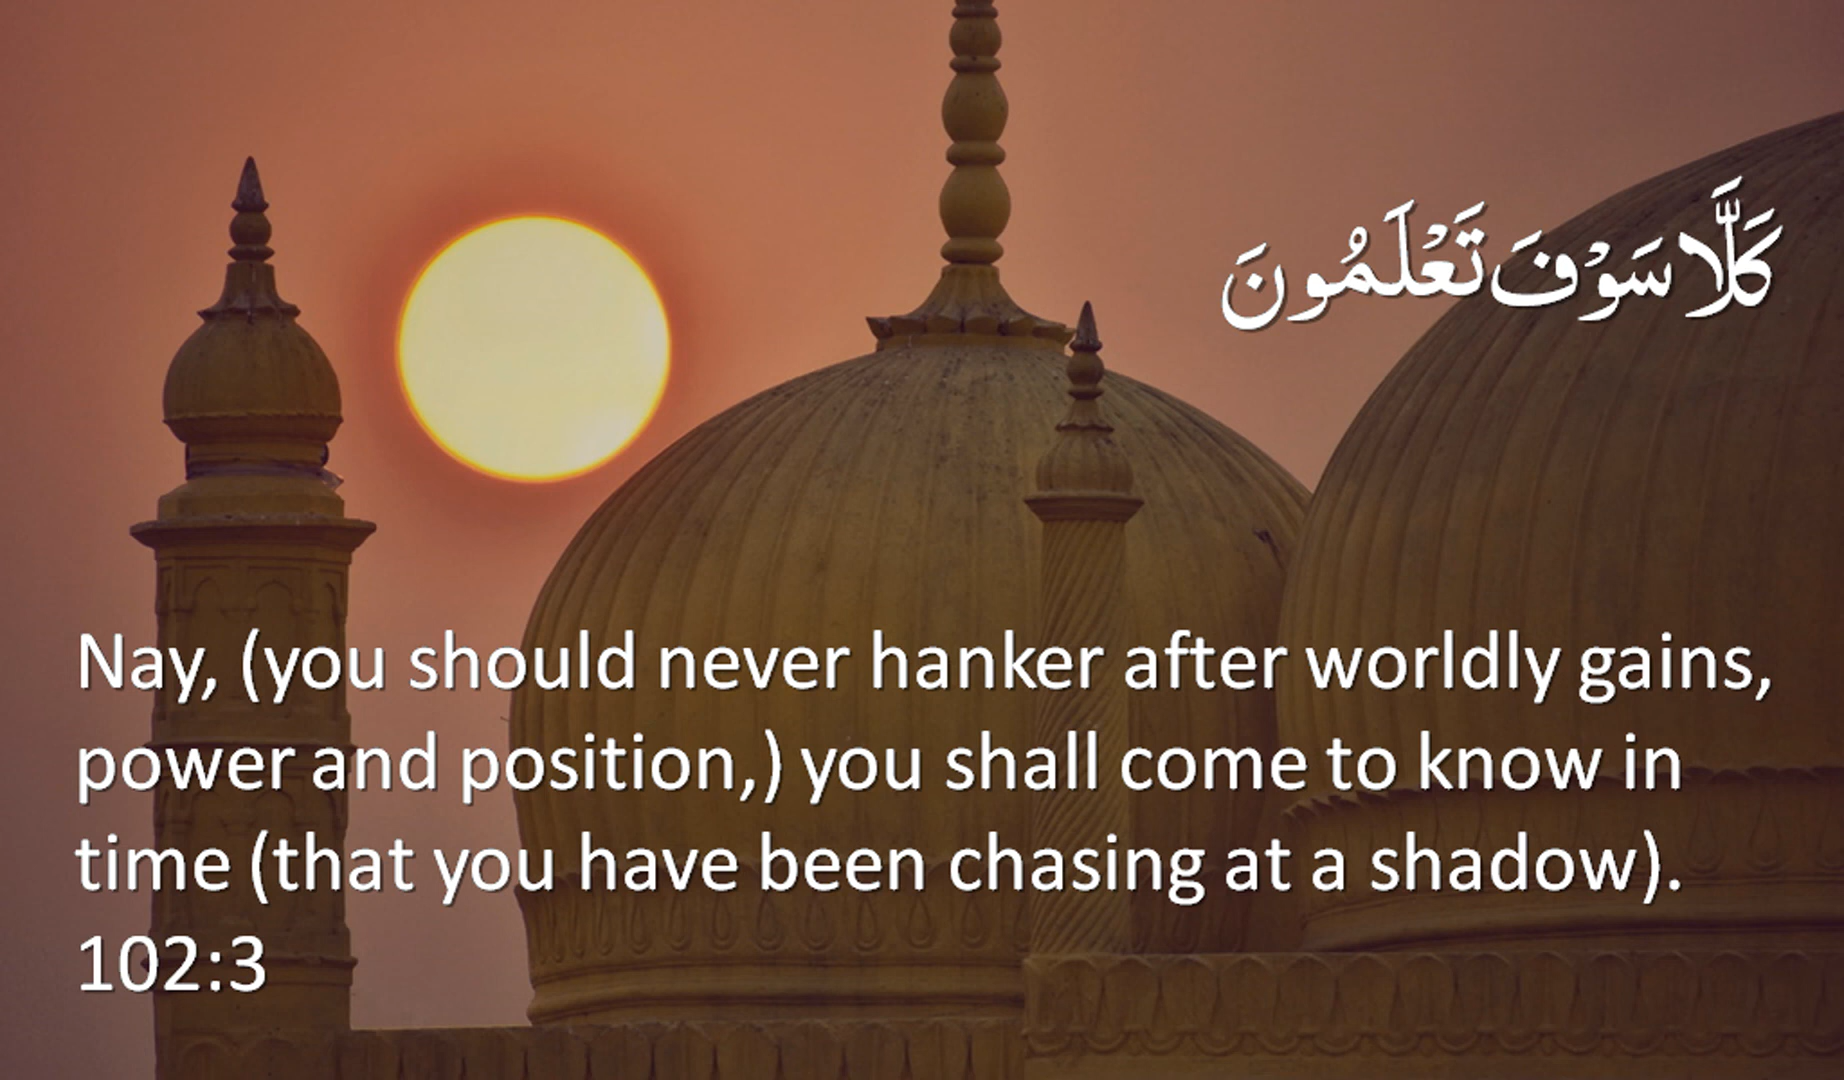 كَلَّا سَوْفَ تَعْلَمُونَ
Nay, (you should never hanker after worldly gains,
power and position,) you shall come to know in
time (that you have been chasing at a shadow).
102:3